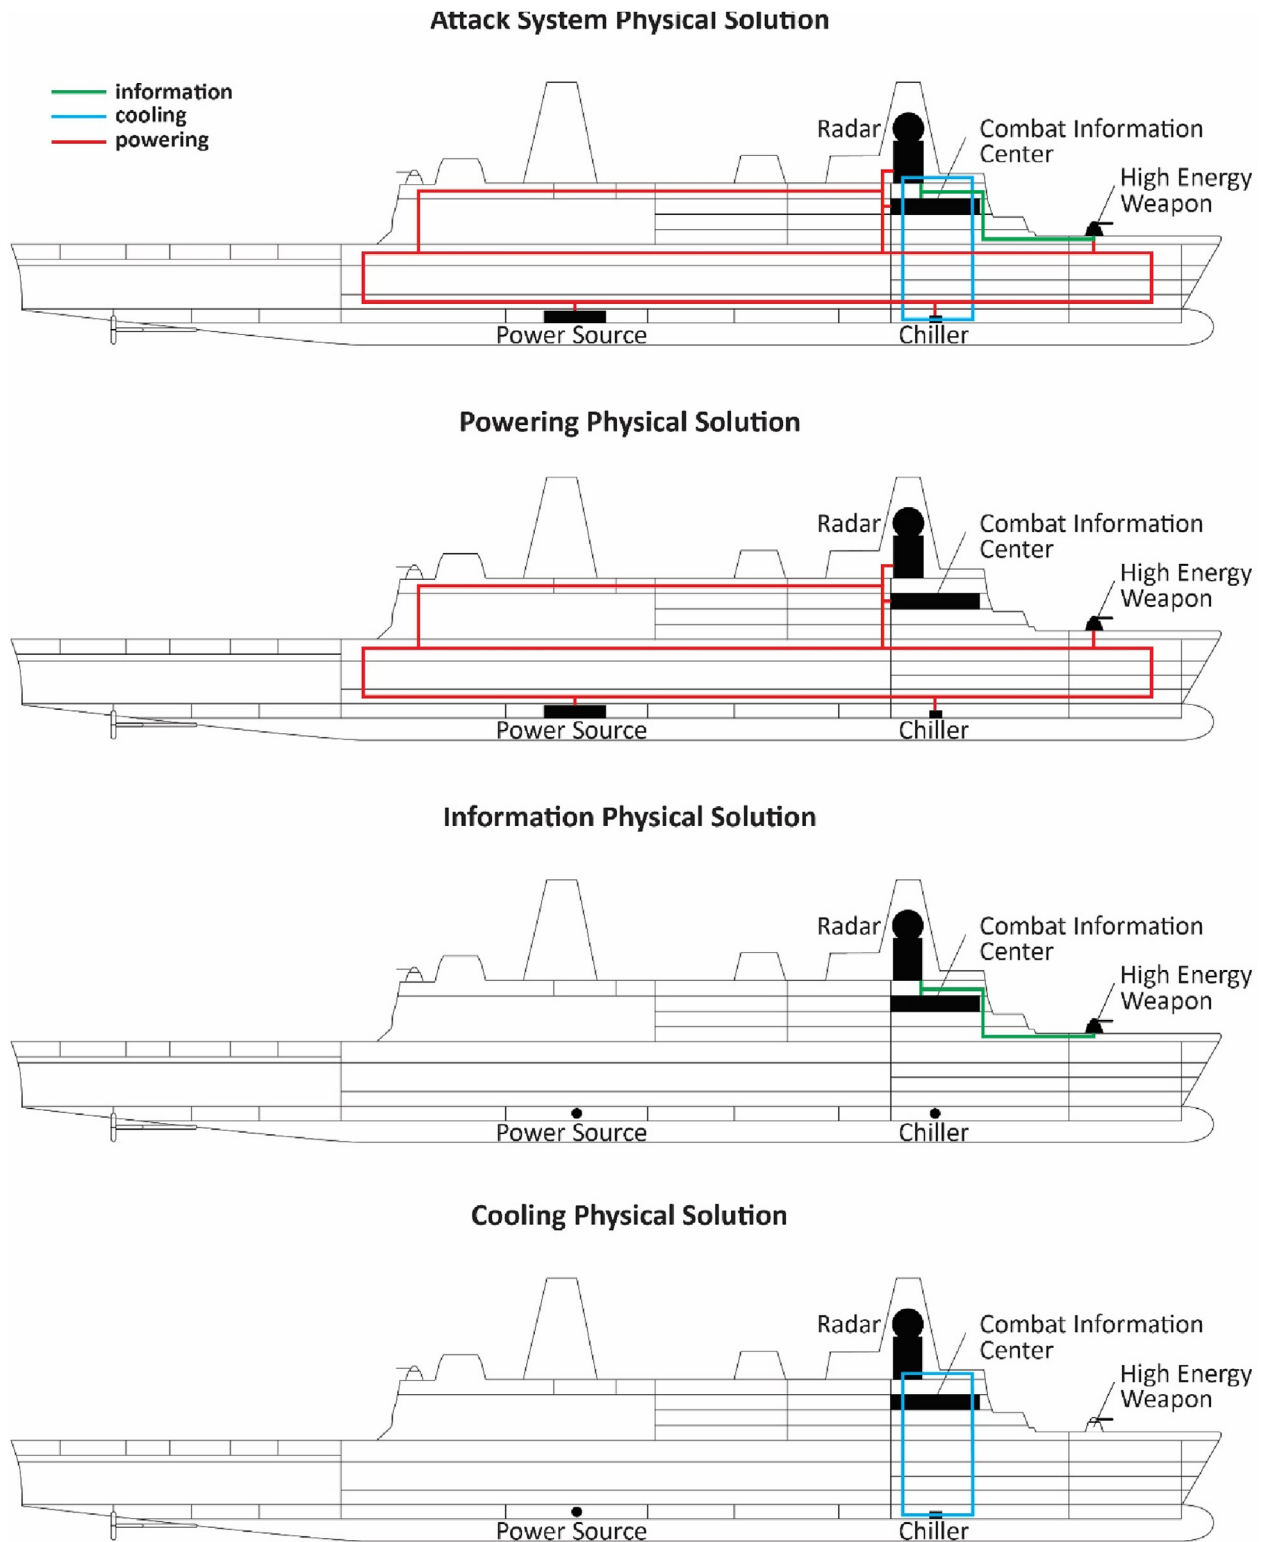 Attack System Physical Solution
information
cooling
powering
Radar
Combat Information
Center
High Energy
Weapon
Power Source
Chiller
Powering Physical Solution
Radar
Combat Information
Center
High Energy
Weapon
Power Source
Chiller
Information Physical Solution
Radar
Combat Information
Center
High Energy
Weapon
Power Source
Chiller
Cooling Physical Solution
Radar
Combat Information
Center
High Energy
Weapon
Power Source
Chiller